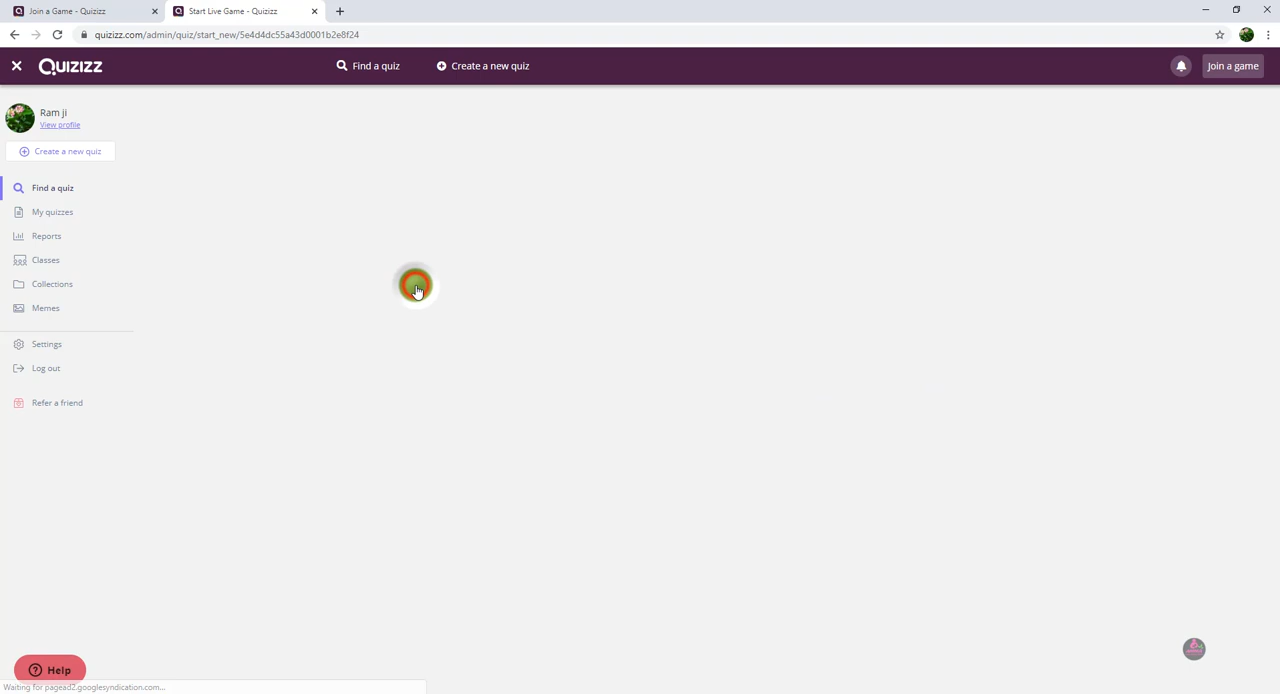 Join a Game - Quizizz
Start Live Game - Quizizz
quizizz.com/admin/quiz/start_new/5e4d4dc55a43d0001b2e8f24
QUIZIZZ
Find a quiz
Create a new quiz
Join a game
Ram ji
View profile
Create a new quiz
Find a quiz
My quizzes
Reports
Classes
Collections
Memes
Settings
Log out
Refer a friend
Help
Waiting for pagead2.googlesyndication.com...